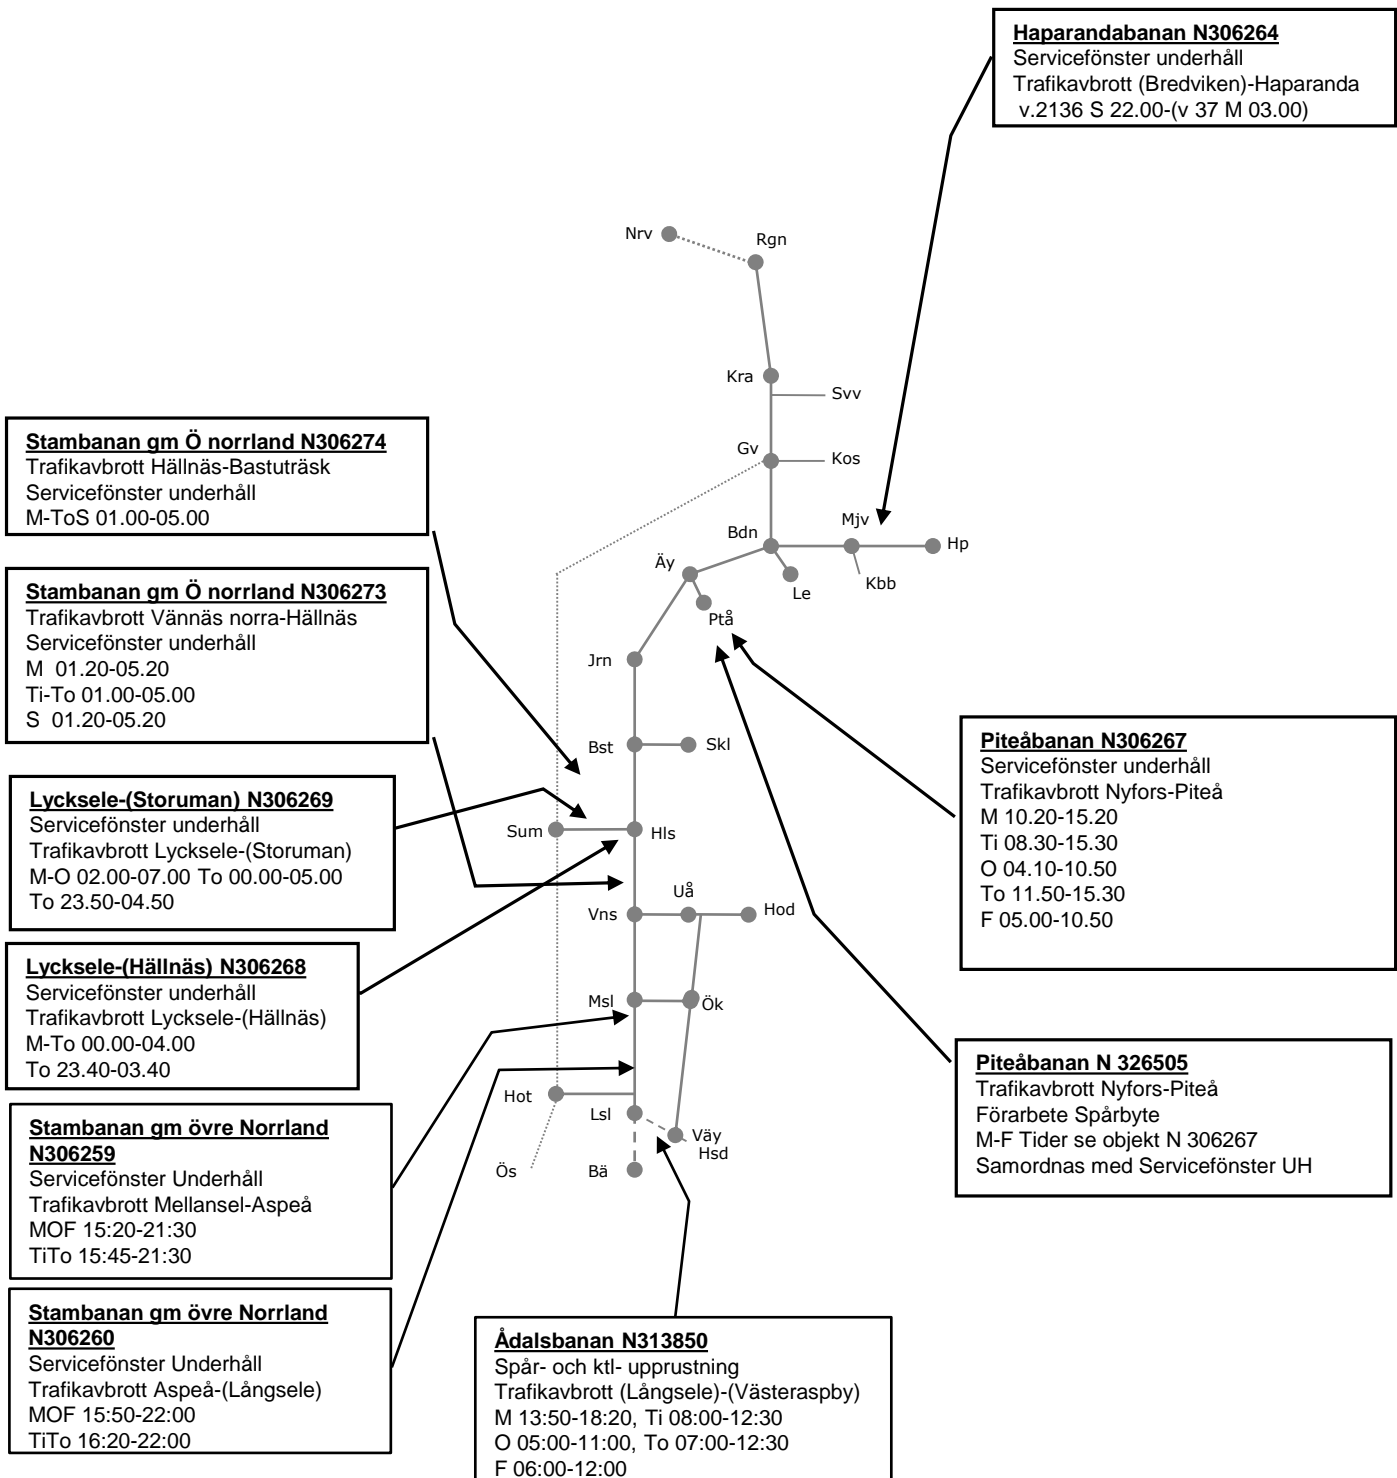 Haparandabanan N306264
Servicefönster underhåll
Trafikavbrott (Bredviken)-Haparanda
v.2136 S 22.00-(v 37 M 03.00)
Nrv
Rgn
Kra
Svv
Gv
Kos
Mjv
Bdn
Hp
Äy
Kbb
Le
Ptå
Jrn
Bst
Skl
Sum
Hls
Uå
Vns
Hod
Msl
Ök
Hot
Lsl
Väy
Hsd
Ös
Bä
Stambanan gm Ö norrland N306274
Trafikavbrott Hällnäs-Bastuträsk
Servicefönster underhåll
M-ToS 01.00-05.00
Stambanan gm Ö norrland N306273
Trafikavbrott Vännäs norra-Hällnäs
Servicefönster underhåll
M  01.20-05.20
Ti-To 01.00-05.00
S  01.20-05.20
Lycksele-(Storuman) N306269
Servicefönster underhåll
Trafikavbrott Lycksele-(Storuman)
M-O 02.00-07.00 To 00.00-05.00
To 23.50-04.50
Lycksele-(Hällnäs) N306268
Servicefönster underhåll
Trafikavbrott Lycksele-(Hällnäs)
M-To 00.00-04.00
To 23.40-03.40
Stambanan gm övre Norrland
N306259
Servicefönster Underhåll
Trafikavbrott Mellansel-Aspeå
MOF 15:20-21:30
TiTo 15:45-21:30
Stambanan gm övre Norrland
N306260
Servicefönster Underhåll
Trafikavbrott Aspeå-(Långsele)
MOF 15:50-22:00
TiTo 16:20-22:00
Piteåbanan N306267
Servicefönster underhåll
Trafikavbrott Nyfors-Piteå
M 10.20-15.20
Ti 08.30-15.30
O 04.10-10.50
To 11.50-15.30
F 05.00-10.50
Piteåbanan N 326505
Trafikavbrott Nyfors-Piteå
Förarbete Spårbyte
M-F Tider se objekt N 306267
Samordnas med Servicefönster UH
Ådalsbanan N313850
Spår- och ktl- upprustning
Trafikavbrott (Långsele)-(Västeraspby)
M 13:50-18:20, Ti 08:00-12:30
O 05:00-11:00, To 07:00-12:30
F 06:00-12:00